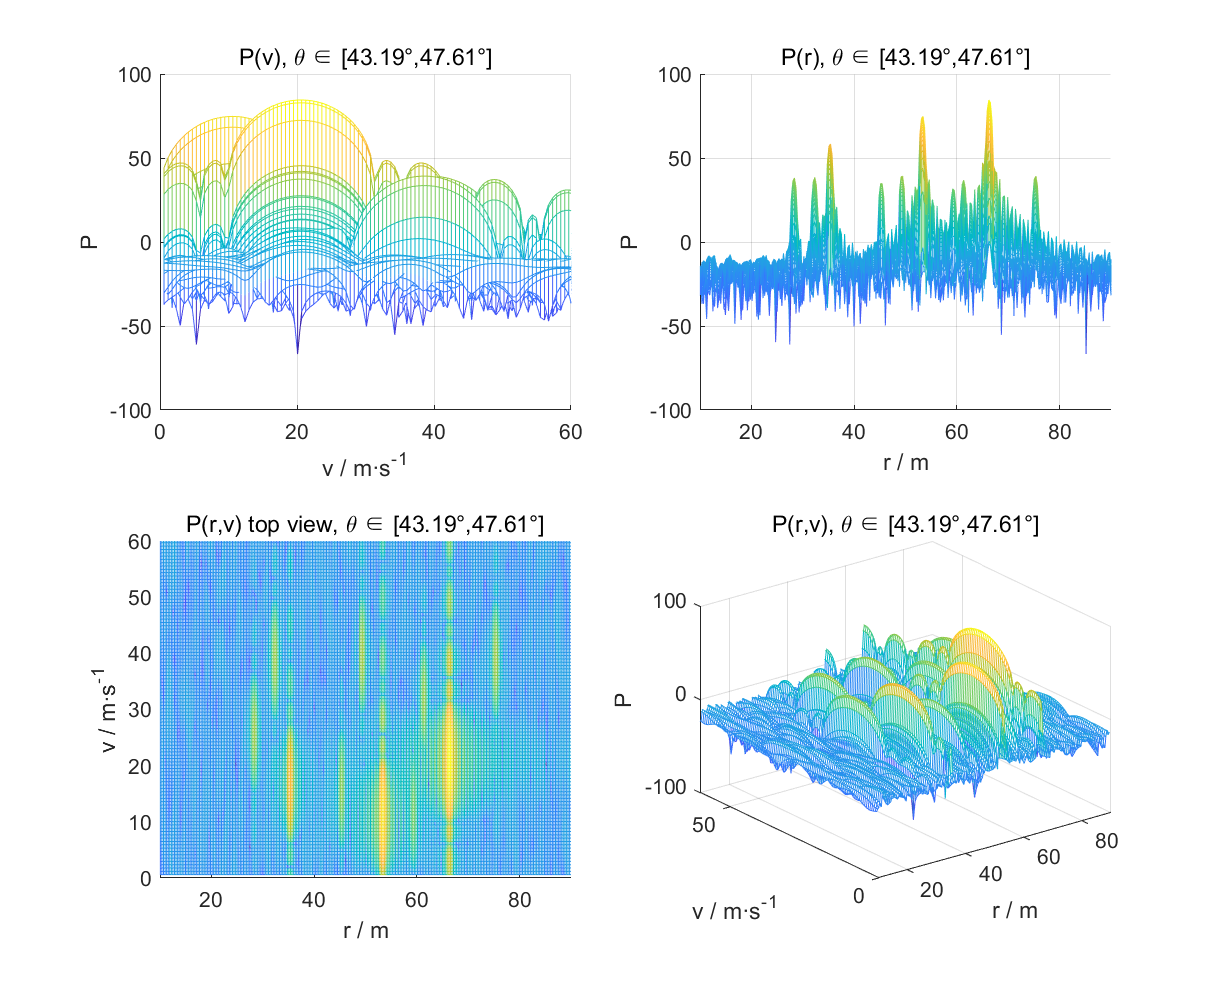 P(v), θ ∈ [43.19°,47.61°]
100
50
0
-50
-100
P
0
20
40
60
v / m·s⁻¹
P(r), θ ∈ [43.19°,47.61°]
100
50
0
-50
-100
P
20
40
60
80
r / m
P(r,v) top view, θ ∈ [43.19°,47.61°]
60
50
40
30
20
10
0
v / m·s⁻¹
20
40
60
80
r / m
P(r,v), θ ∈ [43.19°,47.61°]
100
0
-100
P
50
0
v / m·s⁻¹
20
40
60
80
r / m